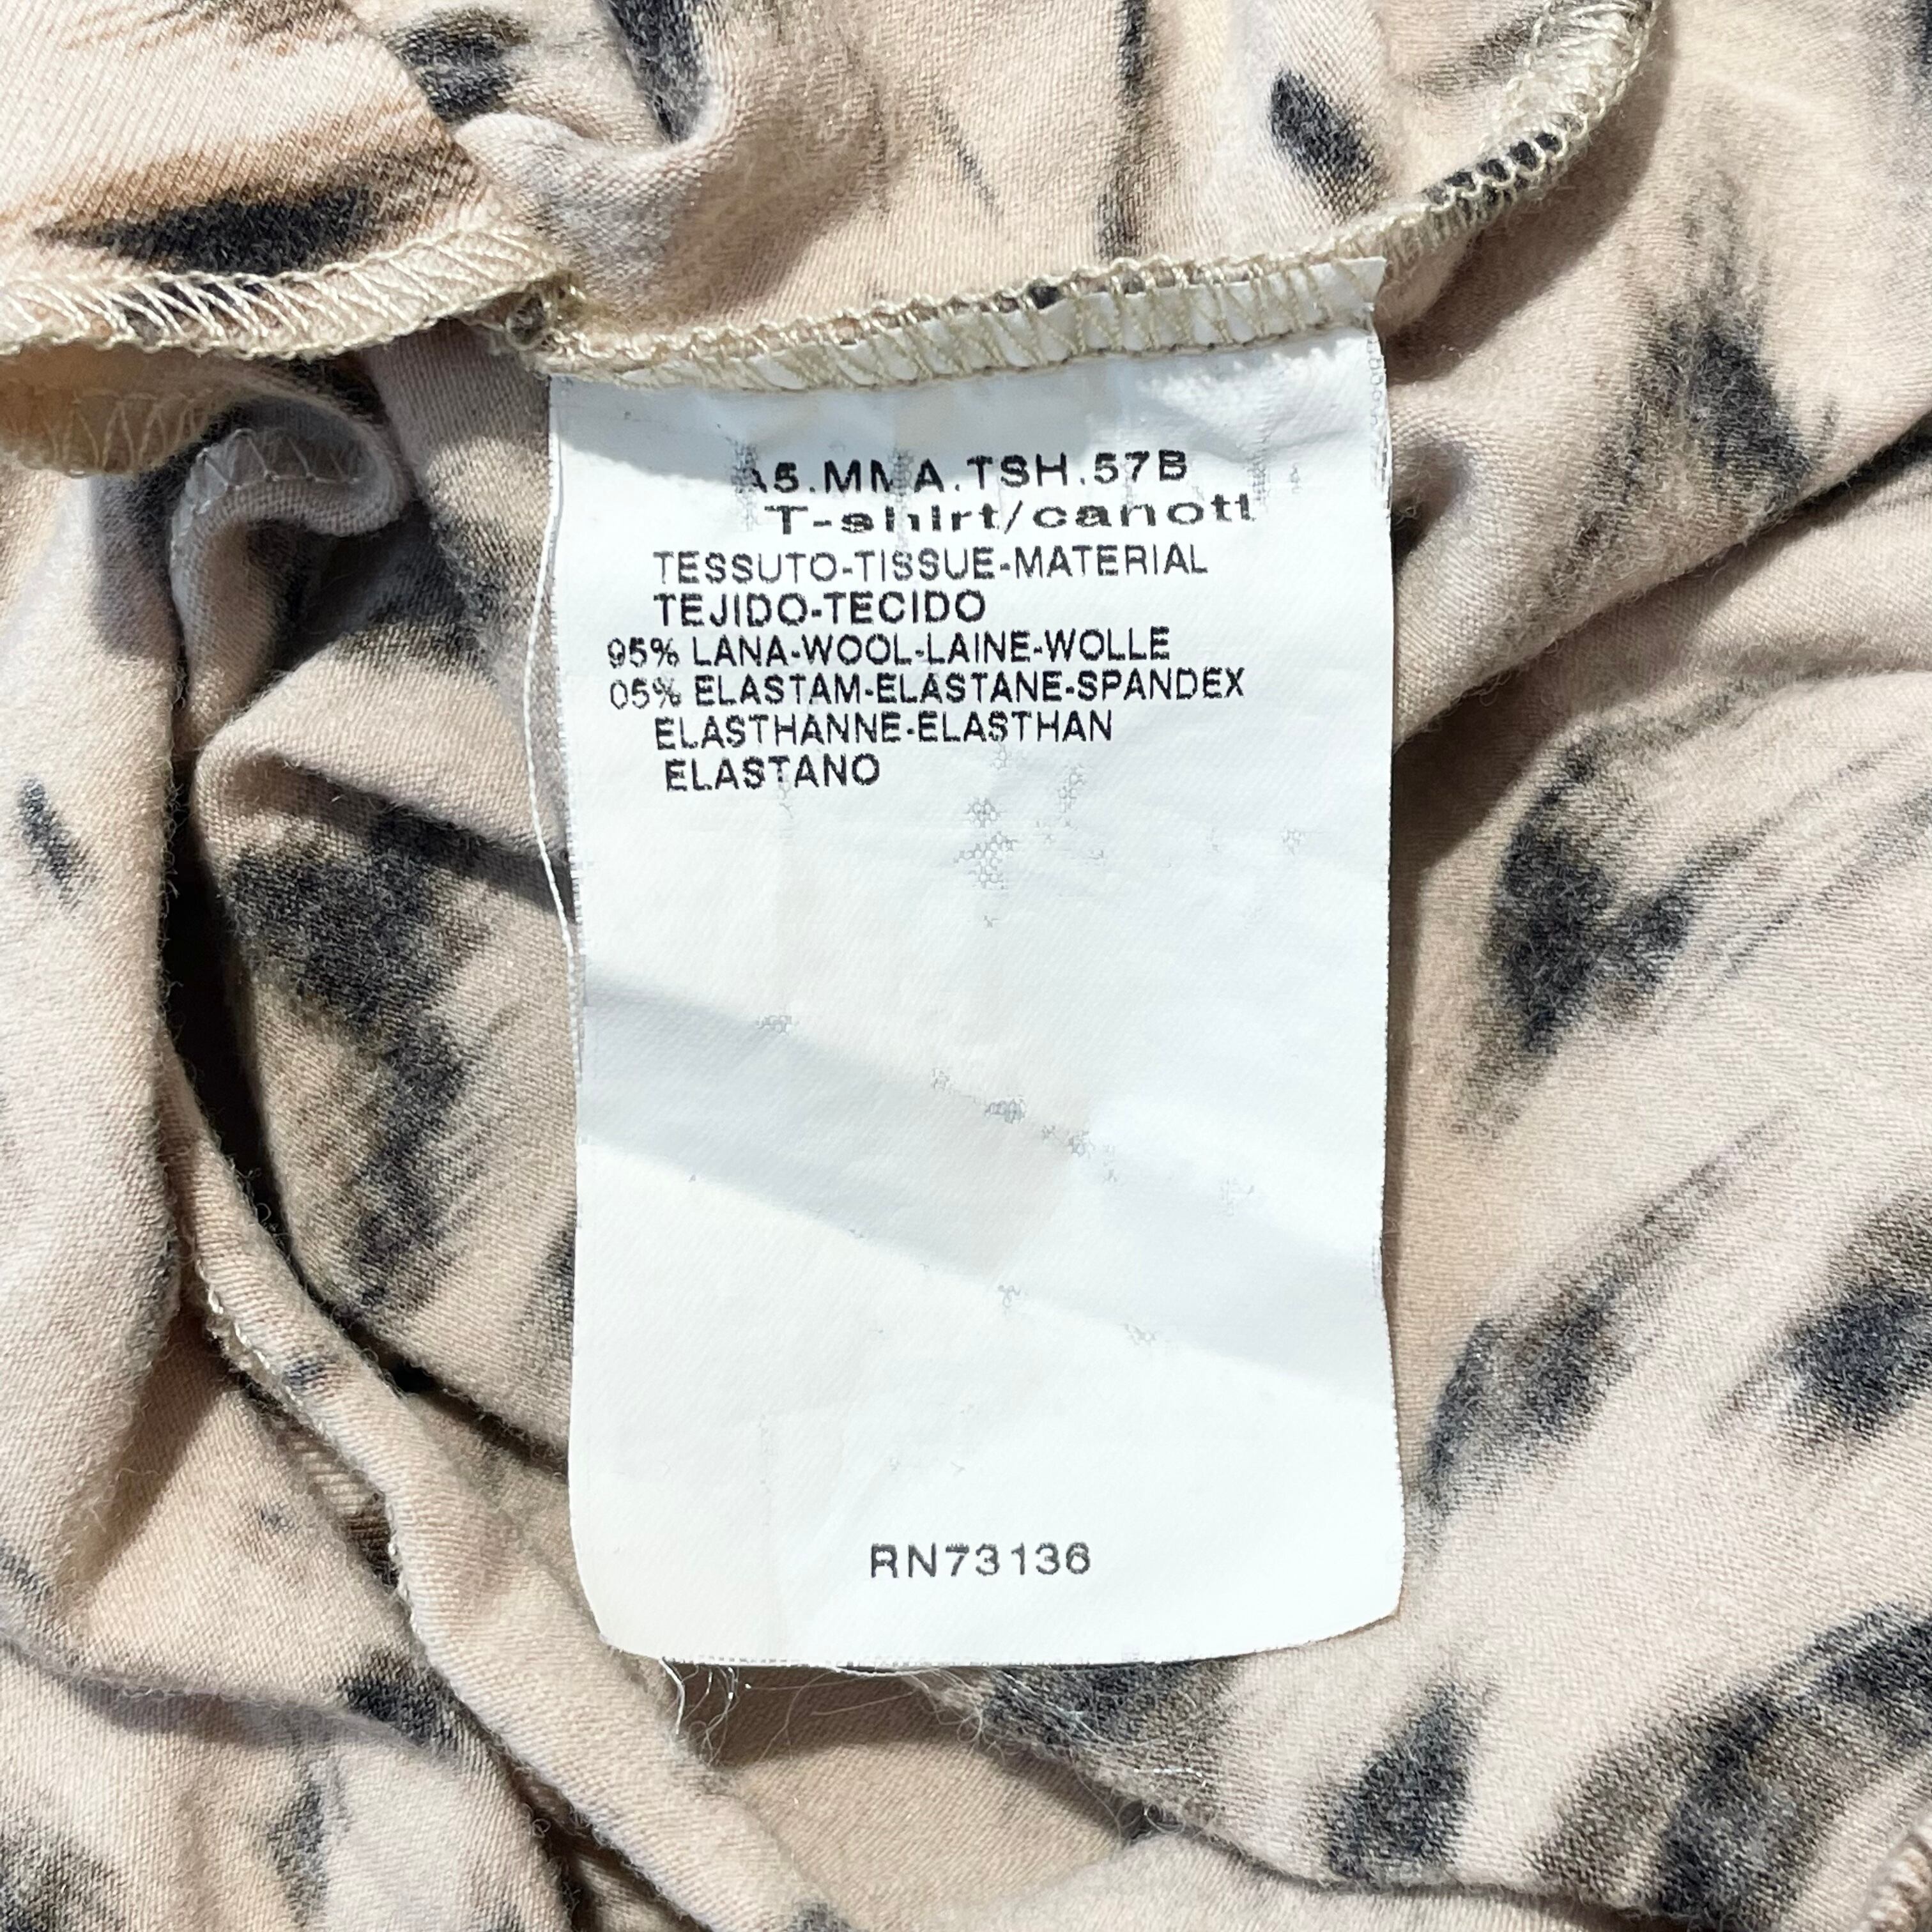 A5.MMA.TSH.57B
T-shirt/canott
TESSUTO-TISSUE-MATERIAL
TEJIDO-TECIDO
95% LANA-WOOL-LAINE-WOLLE
05% ELASTAM-ELASTANE-SPANDEX
ELASTHANNE-ELASTHAN
ELASTANO
RN73136